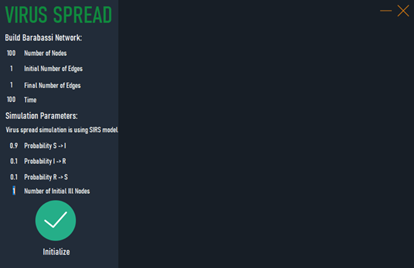 VIRUS SPREAD
Build Barabassi Network:
100 Number of Nodes
1 Initial Number of Edges
1 Final Number of Edges
100 Time
Simulation Parameters:
Virus spread simulation is using SIRS model
0.9 Probability S -> I
0.1 Probability I -> R
0.1 Probability R -> S
Number of Initial Ill Nodes
Initialize